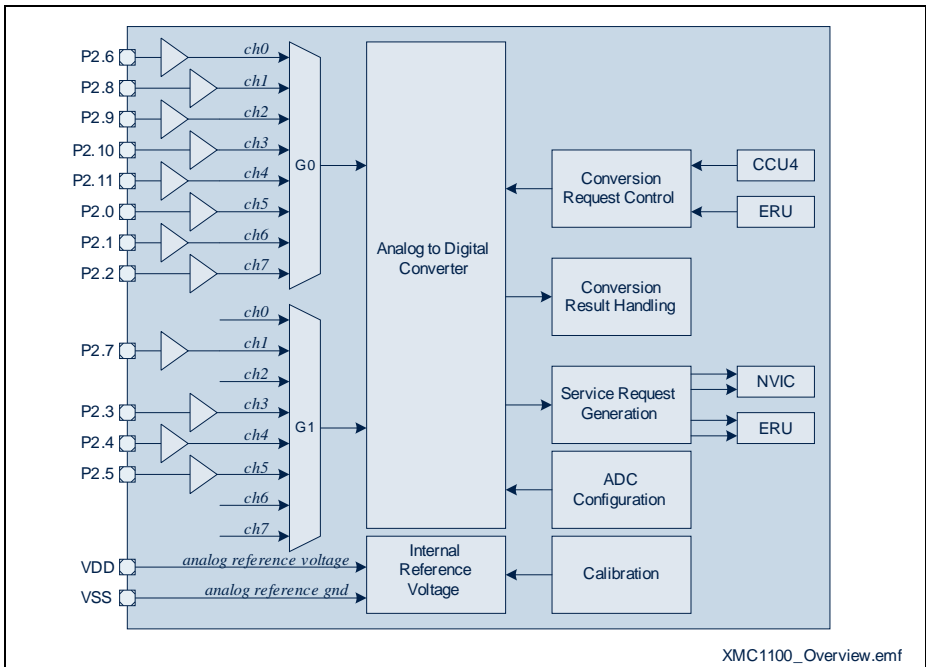 P2.6
ch0
P2.8
ch1
P2.9
ch2
P2.10
ch3
P2.11
ch4
P2.0
ch5
P2.1
ch6
P2.2
ch7
G0
ch0
P2.7
ch1
ch2
P2.3
ch3
P2.4
ch4
P2.5
ch5
ch6
ch7
G1
VDD
analog reference voltage
VSS
analog reference gnd
Analog to Digital
Converter
Internal
Reference
Voltage
Conversion
Request Control
CCU4
ERU
Conversion
Result Handling
Service Request
Generation
NVIC
ERU
ADC
Configuration
Calibration
XMC1100_Overview.emf